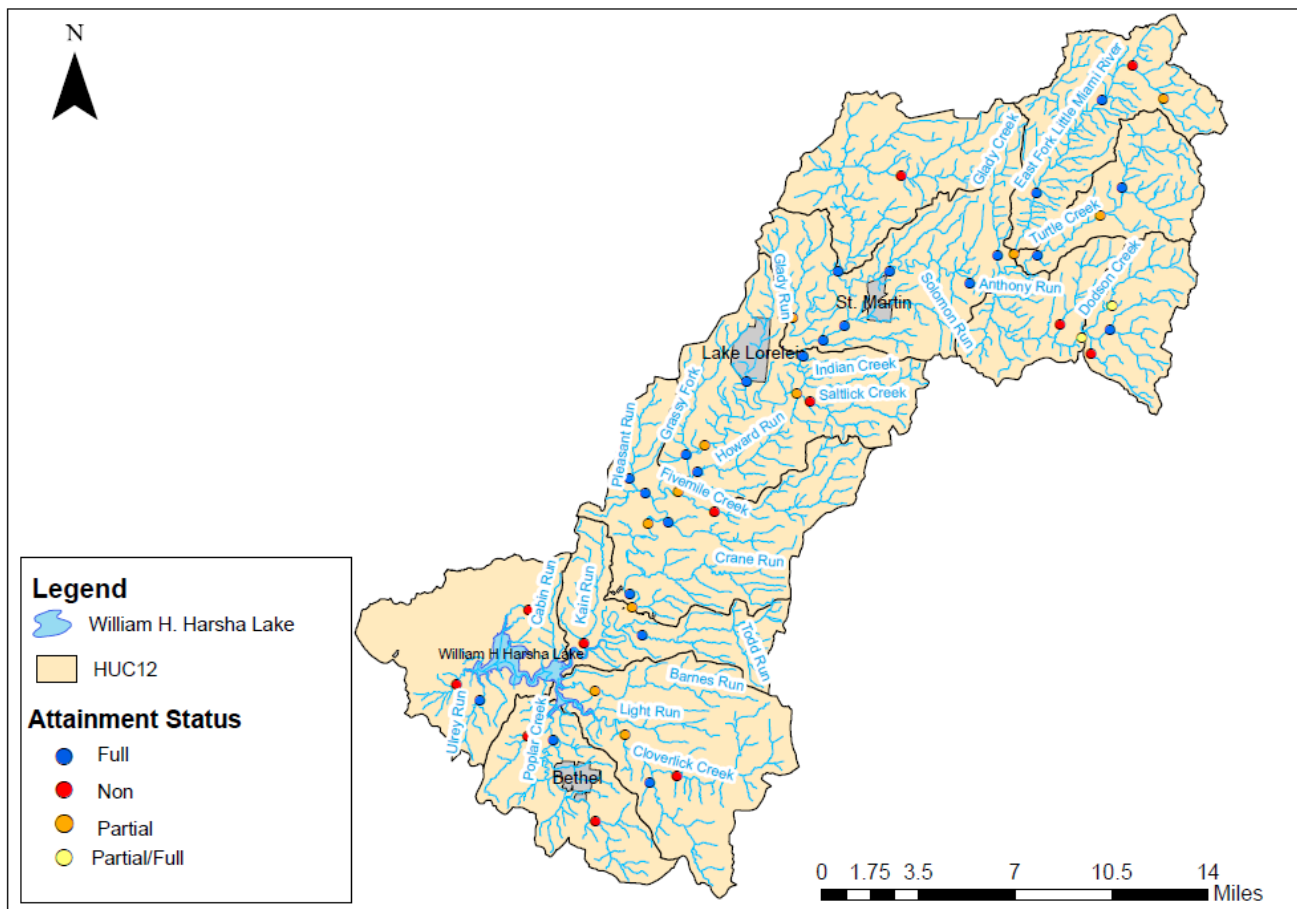 N
East Fork Little Miami River
Glady Creek
Turtle Creek
Dodson Creek
Anthony Run
Solomon Run
St. Martin
Glady Run
Lake Lorelei
Indian Creek
Saltlick Creek
Grassy Fork
Howard Run
Pleasant Run
Fivemile Creek
Crane Run
Cabin Run
Kain Run
Todd Run
William H Harsha Lake
Barnes Run
Light Run
Ulrey Run
Poplar Creek
Cloverlick Creek
Bethel
Legend
William H. Harsha Lake
HUC12
Attainment Status
Full
Non
Partial
Partial/Full
0 1.75 3.5 7 10.5 14
Miles